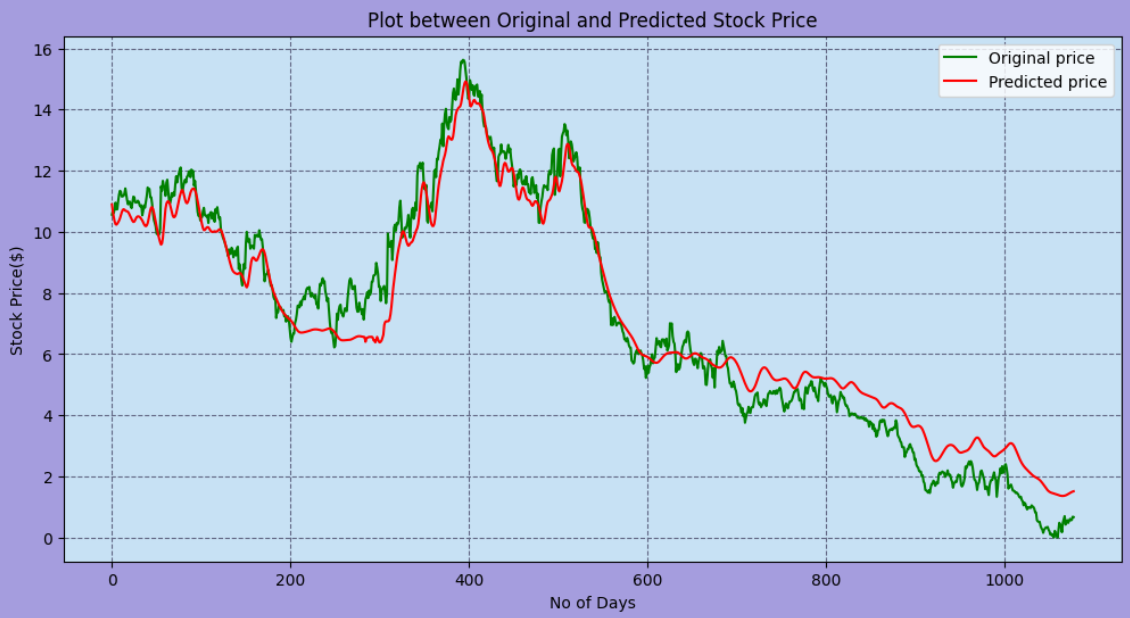 Plot between Original and Predicted Stock Price
Original price
Predicted price
16
14
12
10
8
6
4
2
0
Stock Price($)
0 200 400 600 800 1000
No of Days